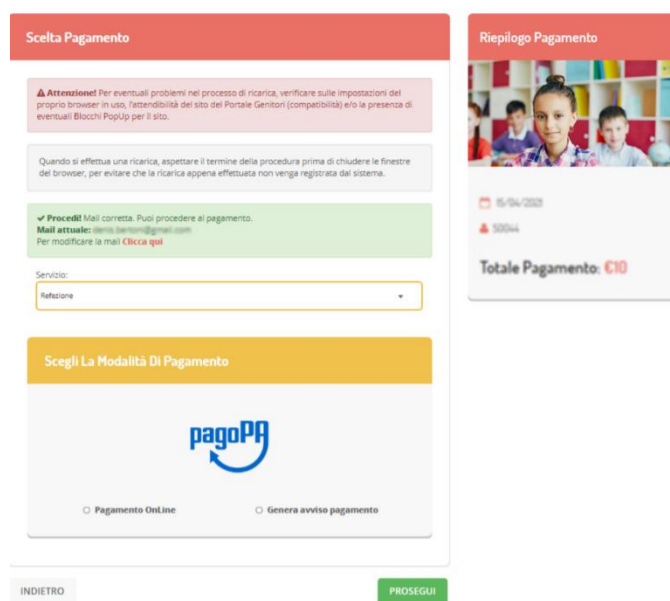 Scelta Pagamento
Attenzione! Per eventuali problemi nel processo di ricarica, verificare sulle impostazioni del
proprio browser in uso, l'attendibilità del sito del Portale Genitori (compatibilità) e/o la presenza di
eventuali Blocchi PopUp per il sito.
Quando si effettua una ricarica, aspettare il termine della procedura prima di chiudere le finestre
del browser, per evitare che la ricarica appena effettuata non venga registrata dal sistema.
Procedi! Mail corretta. Puoi procedere al pagamento.
Mail attuale:
Per modificare la mail Clicca qui
Servizio:
Refezione
Scegli La Modalità Di Pagamento
pagoPA
Pagamento OnLine
Genera avviso pagamento
INDIETRO
PROSEGUI
Riepilogo Pagamento
50044
Totale Pagamento: €10